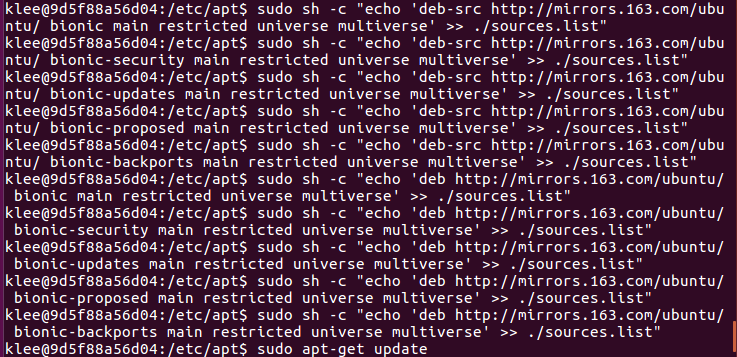 klee@9d5f88a56d04:/etc/apt$ sudo sh -c "echo 'deb-src http://mirrors.163.com/ubu
ntu/ bionic main restricted universe multiverse' >> ./sources.list"
klee@9d5f88a56d04:/etc/apt$ sudo sh -c "echo 'deb-src http://mirrors.163.com/ubu
ntu/ bionic-security main restricted universe multiverse' >> ./sources.list"
klee@9d5f88a56d04:/etc/apt$ sudo sh -c "echo 'deb-src http://mirrors.163.com/ubu
ntu/ bionic-updates main restricted universe multiverse' >> ./sources.list"
klee@9d5f88a56d04:/etc/apt$ sudo sh -c "echo 'deb-src http://mirrors.163.com/ubu
ntu/ bionic-proposed main restricted universe multiverse' >> ./sources.list"
klee@9d5f88a56d04:/etc/apt$ sudo sh -c "echo 'deb-src http://mirrors.163.com/ubu
ntu/ bionic-backports main restricted universe multiverse' >> ./sources.list"
klee@9d5f88a56d04:/etc/apt$ sudo sh -c "echo 'deb http://mirrors.163.com/ubuntu/
 bionic main restricted universe multiverse' >> ./sources.list"
klee@9d5f88a56d04:/etc/apt$ sudo sh -c "echo 'deb http://mirrors.163.com/ubuntu/
 bionic-security main restricted universe multiverse' >> ./sources.list"
klee@9d5f88a56d04:/etc/apt$ sudo sh -c "echo 'deb http://mirrors.163.com/ubuntu/
 bionic-updates main restricted universe multiverse' >> ./sources.list"
klee@9d5f88a56d04:/etc/apt$ sudo sh -c "echo 'deb http://mirrors.163.com/ubuntu/
 bionic-proposed main restricted universe multiverse' >> ./sources.list"
klee@9d5f88a56d04:/etc/apt$ sudo sh -c "echo 'deb http://mirrors.163.com/ubuntu/
 bionic-backports main restricted universe multiverse' >> ./sources.list"
klee@9d5f88a56d04:/etc/apt$ sudo apt-get update